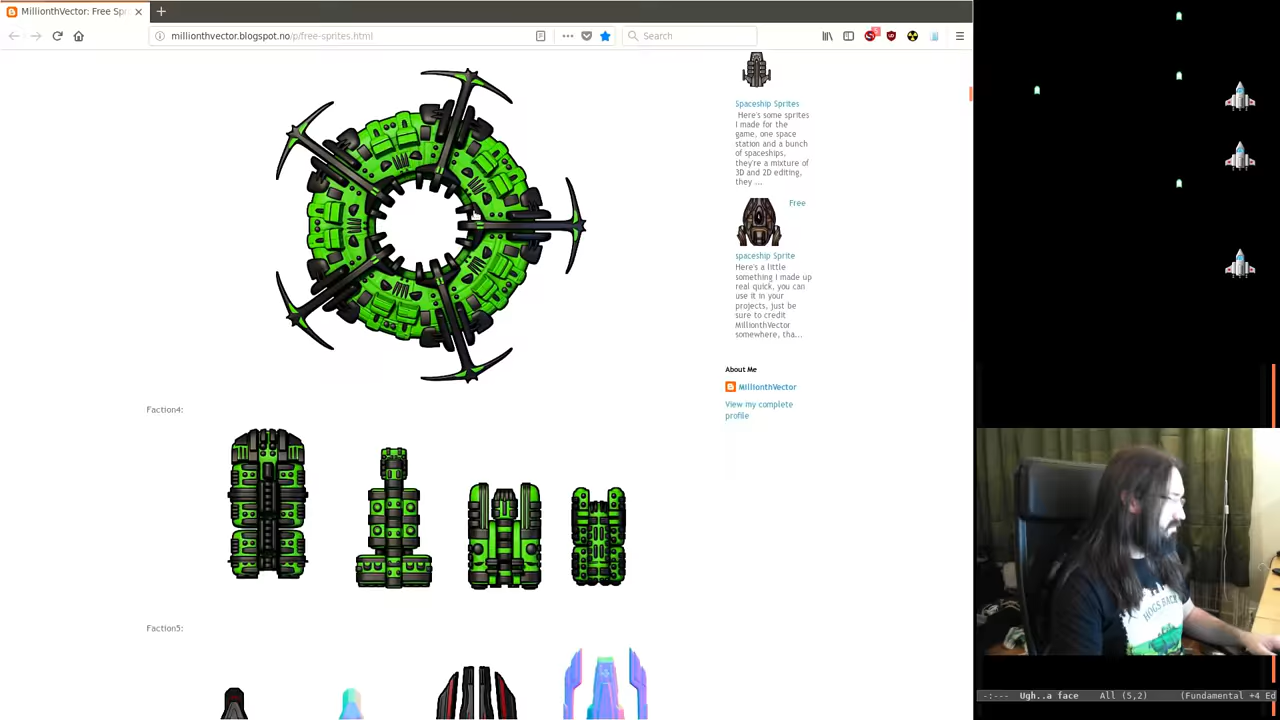 MillionthVector: Free Sp
millionthvector.blogspot.no/p/free-sprites.html
Search
Spaceship Sprites
Here's some sprites
I made for the
game, one space
station and a bunch
of spaceships,
they're a mixture of
3D and 2D editing,
they ...
Free
spaceship Sprite
Here's a little
something I made up
real quick, you can
use it in your
projects, just be
sure to credit
MillionthVector
somewhere, tha...
About Me
MillionthVector
View my complete
profile
Faction4:
Faction5:
HOGS BACK
-:--- Ugh..a face All (5,2) (Fundamental +4 Ed